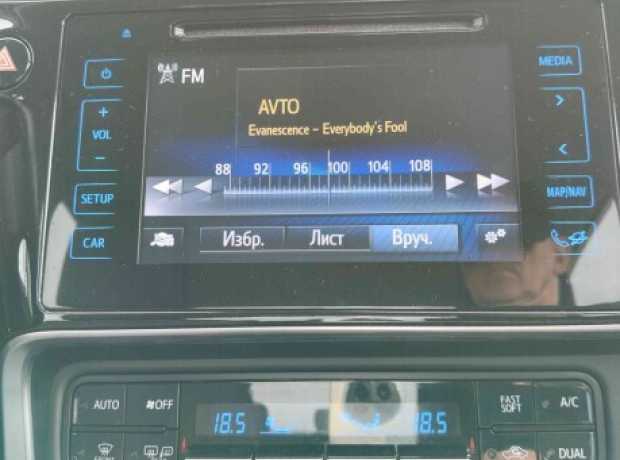 MEDIA
FM
+
VOL
−
AVTO
Evanescence – Everybody's Fool
88 92 96 100 104 108
SETUP
MAP/NAV
CAR
Избр. Лист Вруч.
AUTO OFF 18.5 18.5 FAST SOFT A/C
FRONT
DUAL